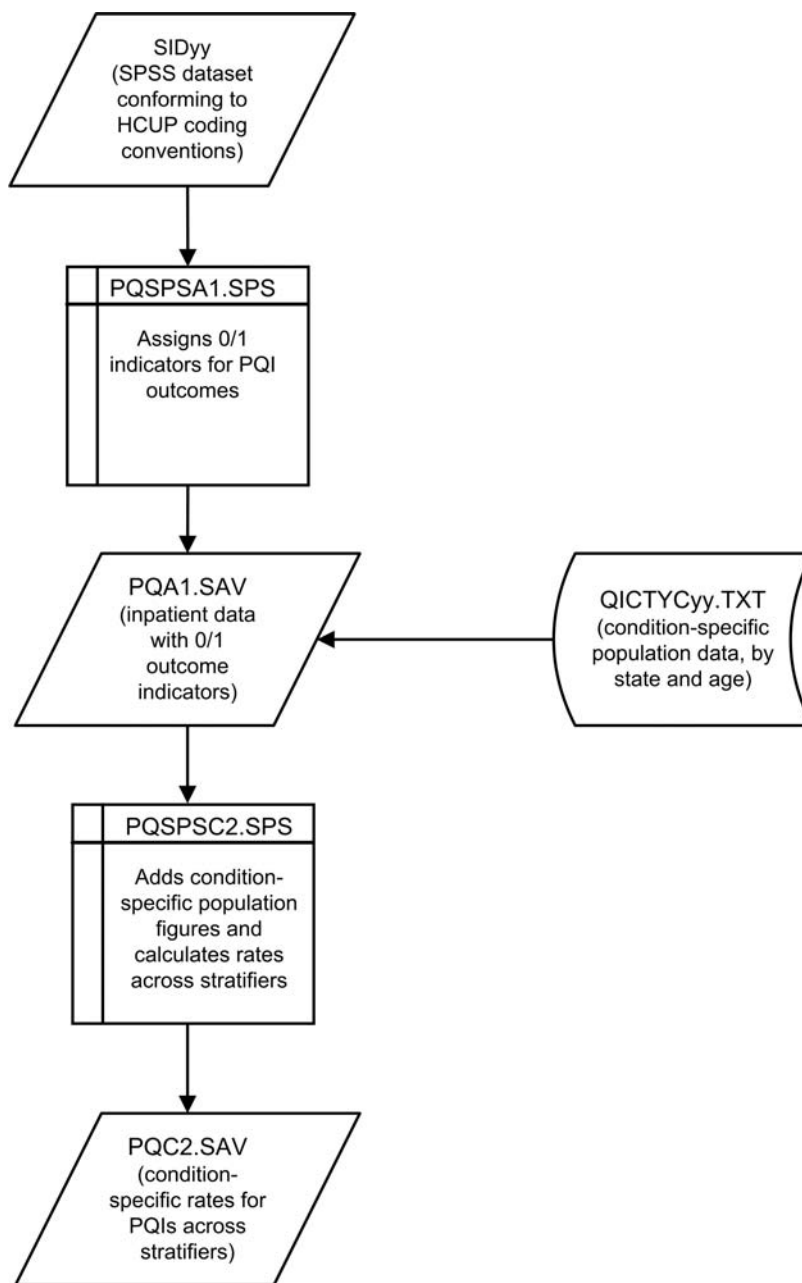 SIDyy
(SPSS dataset
conforming to
HCUP coding
conventions)
PQSPSA1.SPS
Assigns 0/1
indicators for PQI
outcomes
PQA1.SAV
(inpatient data
with 0/1
outcome
indicators)
QICTYCyy.TXT
(condition-specific
population data, by
state and age)
PQSPSC2.SPS
Adds condition-
specific population
figures and
calculates rates
across stratifiers
PQC2.SAV
(condition-
specific rates for
PQIs across
stratifiers)